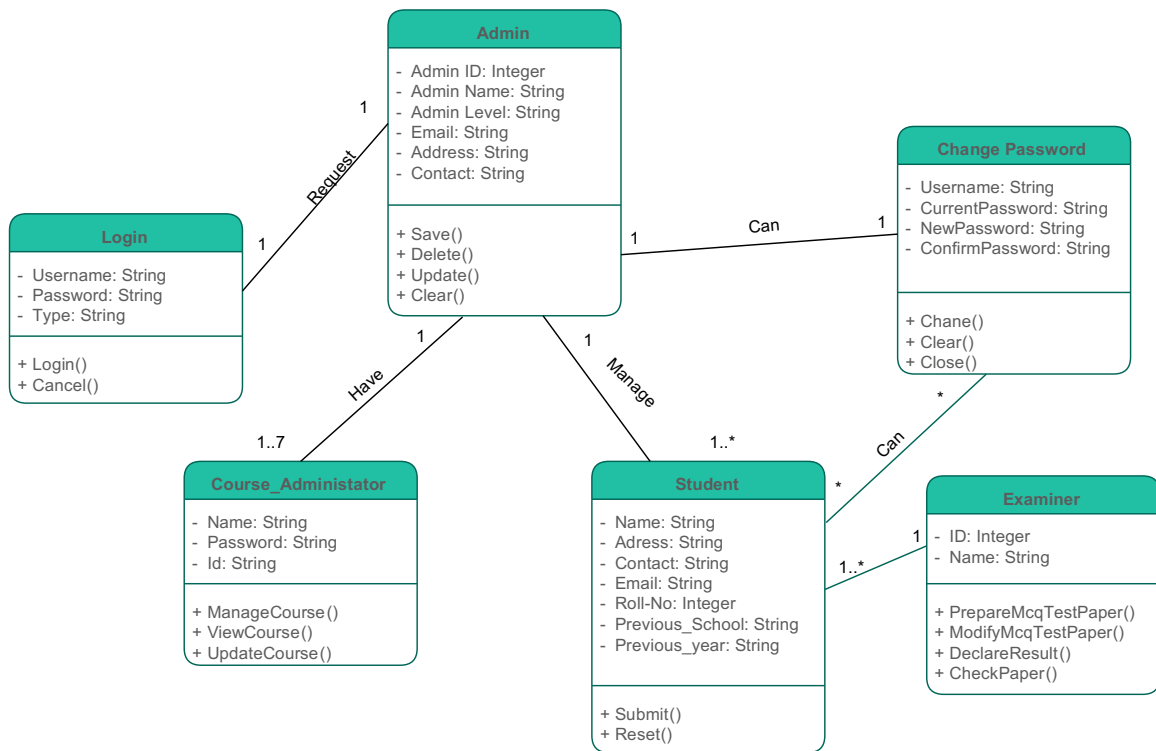 Admin
- Admin ID: Integer
- Admin Name: String
- Admin Level: String
- Email: String
- Address: String
- Contact: String
+ Save()
+ Delete()
+ Update()
+ Clear()
1
Request
1
Login
- Username: String
- Password: String
- Type: String
+ Login()
+ Cancel()
1
Can
1
Change Password
- Username: String
- CurrentPassword: String
- NewPassword: String
- ConfirmPassword: String
+ Chane()
+ Clear()
+ Close()
1
Have
1..7
Course_Administator
- Name: String
- Password: String
- Id: String
+ ManageCourse()
+ ViewCourse()
+ UpdateCourse()
1
Manage
1..*
Student
- Name: String
- Adress: String
- Contact: String
- Email: String
- Roll-No: Integer
- Previous_School: String
- Previous_year: String
+ Submit()
+ Reset()
*
Can
*
1
1..*
Examiner
- ID: Integer
- Name: String
+ PrepareMcqTestPaper()
+ ModifyMcqTestPaper()
+ DeclareResult()
+ CheckPaper()